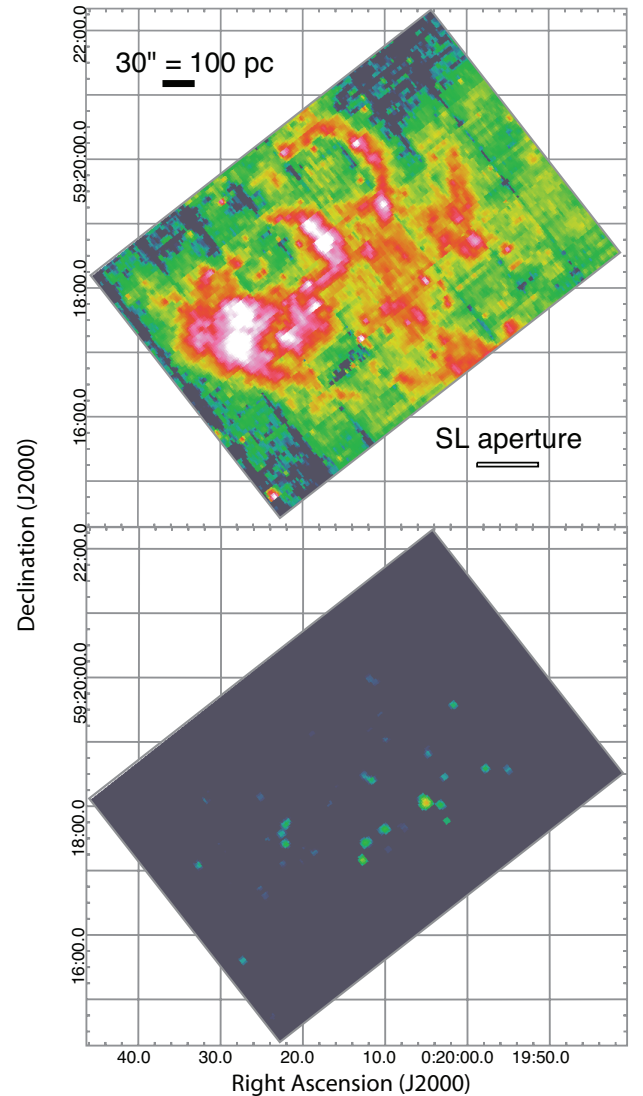 22:00.0
30" = 100 pc
59:20:00.0
18:00.0
16:00.0
SL aperture
Declination (J2000)
22:00.0
59:20:00.0
18:00.0
16:00.0
40.0 30.0 20.0 10.0 0:20:00.0 19:50.0
Right Ascension (J2000)